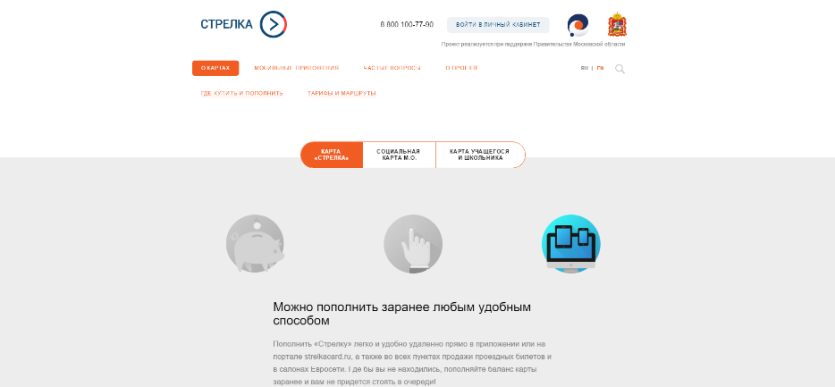 СТРЕЛКА
8 800 100-77-90
ВОЙТИ В ЛИЧНЫЙ КАБИНЕТ
Проект реализуется при поддержке Правительства Московской области
О КАРТАХ
МОБИЛЬНЫЕ ПРИЛОЖЕНИЯ
ЧАСТЫЕ ВОПРОСЫ
О ПРОЕКТЕ
RU | EN
ГДЕ КУПИТЬ И ПОПОЛНИТЬ
ТАРИФЫ И МАРШРУТЫ
КАРТА
«СТРЕЛКА»
СОЦИАЛЬНАЯ
КАРТА М.О.
КАРТА УЧАЩЕГОСЯ
И ШКОЛЬНИКА
Можно пополнить заранее любым удобным
способом
Пополнить «Стрелку» легко и удобно удаленно прямо в приложении или на
портале strelkacard.ru, а также во всех пунктах продажи проездных билетов и
в салонах Евросети. Где бы вы не находились, пополняйте баланс карты
заранее и вам не придется стоять в очереди!